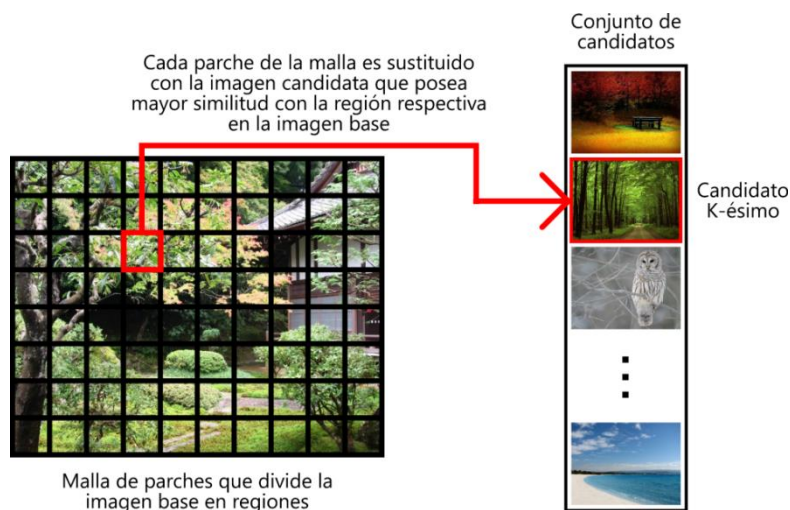 Conjunto de
candidatos
Cada parche de la malla es sustituido
con la imagen candidata que posea
mayor similitud con la región respectiva
en la imagen base
Candidato
K-ésimo
Malla de parches que divide la
imagen base en regiones